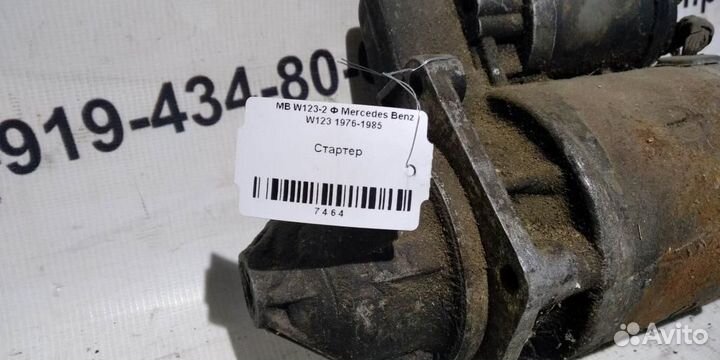 919-434-80-
MB W123-2 Ф Mercedes Benz
W123 1976-1985
Стартер
7464
Avito